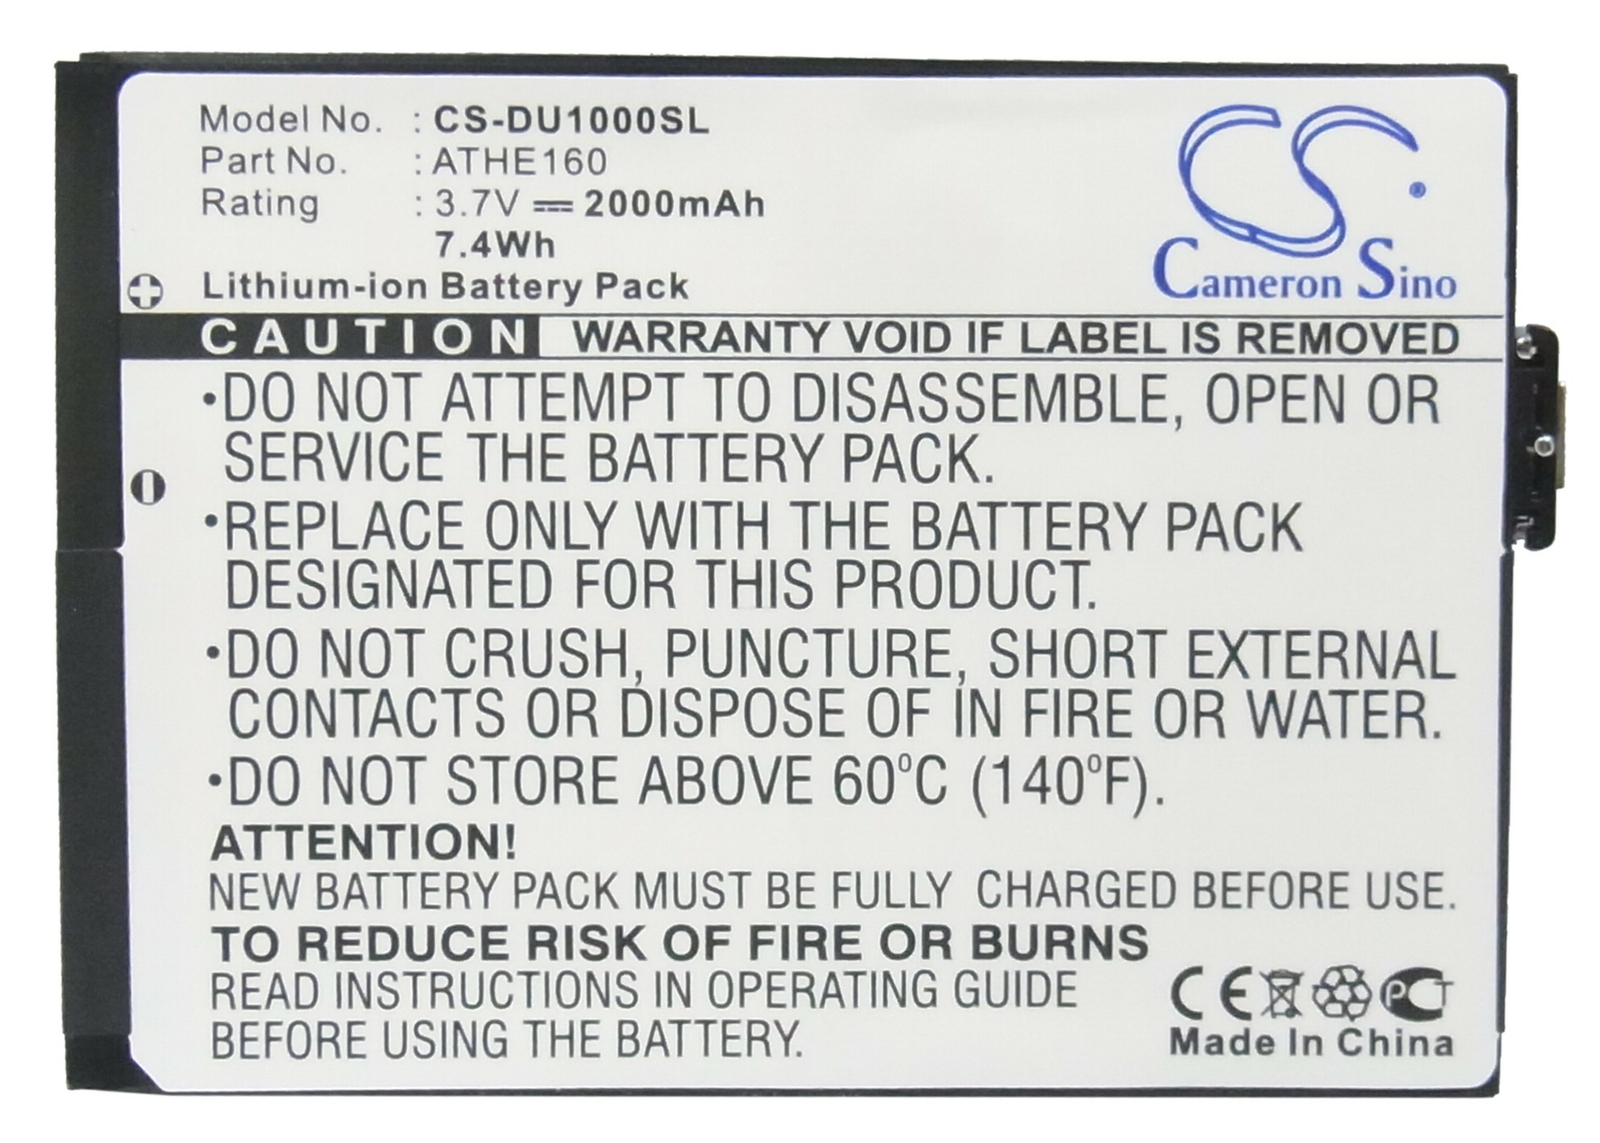 Model No. : CS-DU1000SL
Part No. : ATHE160
Rating : 3.7V ⎓ 2000mAh
7.4Wh
Lithium-ion Battery Pack
CS ®
Cameron Sino
CAUTION WARRANTY VOID IF LABEL IS REMOVED
•DO NOT ATTEMPT TO DISASSEMBLE, OPEN OR
SERVICE THE BATTERY PACK.
•REPLACE ONLY WITH THE BATTERY PACK
DESIGNATED FOR THIS PRODUCT.
•DO NOT CRUSH, PUNCTURE, SHORT EXTERNAL
CONTACTS OR DISPOSE OF IN FIRE OR WATER.
•DO NOT STORE ABOVE 60°C (140°F).
ATTENTION!
NEW BATTERY PACK MUST BE FULLY CHARGED BEFORE USE.
TO REDUCE RISK OF FIRE OR BURNS
READ INSTRUCTIONS IN OPERATING GUIDE
BEFORE USING THE BATTERY.
CE PCT
Made In China